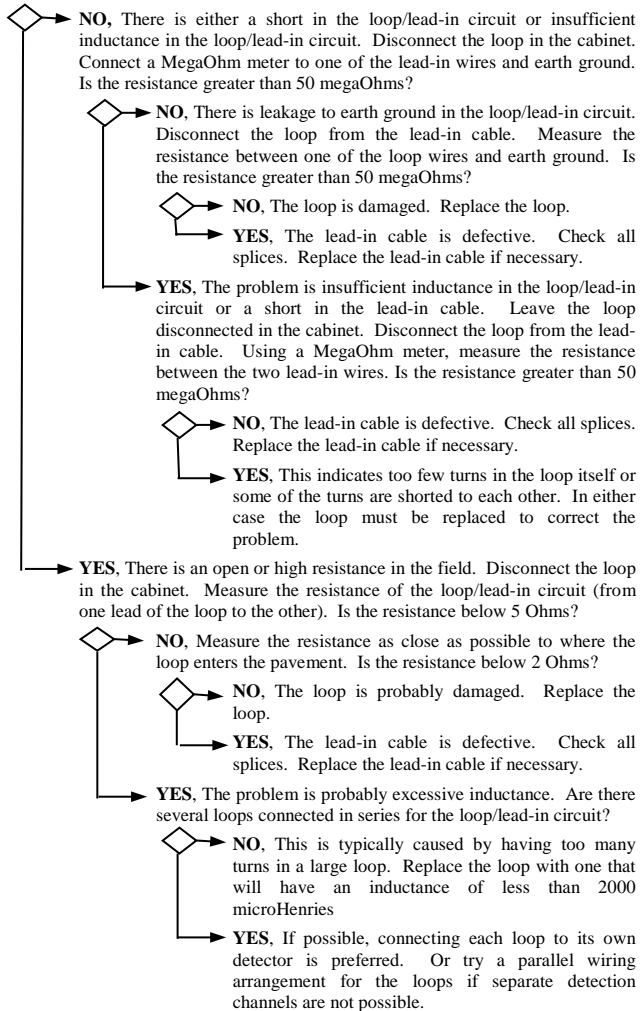 NO, There is either a short in the loop/lead-in circuit or insufficient
inductance in the loop/lead-in circuit. Disconnect the loop in the cabinet.
Connect a MegaOhm meter to one of the lead-in wires and earth ground.
Is the resistance greater than 50 megaOhms?
NO, There is leakage to earth ground in the loop/lead-in circuit.
Disconnect the loop from the lead-in cable. Measure the
resistance between one of the loop wires and earth ground. Is
the resistance greater than 50 megaOhms?
NO, The loop is damaged. Replace the loop.
YES, The lead-in cable is defective. Check all
splices. Replace the lead-in cable if necessary.
YES, The problem is insufficient inductance in the loop/lead-in
circuit or a short in the lead-in cable. Leave the loop
disconnected in the cabinet. Disconnect the loop from the lead-
in cable. Using a MegaOhm meter, measure the resistance
between the two lead-in wires. Is the resistance greater than 50
megaOhms?
NO, The lead-in cable is defective. Check all splices.
Replace the lead-in cable if necessary.
YES, This indicates too few turns in the loop itself or
some of the turns are shorted to each other. In either
case the loop must be replaced to correct the
problem.
YES, There is an open or high resistance in the field. Disconnect the loop
in the cabinet. Measure the resistance of the loop/lead-in circuit (from
one lead of the loop to the other). Is the resistance below 5 Ohms?
NO, Measure the resistance as close as possible to where the
loop enters the pavement. Is the resistance below 2 Ohms?
NO, The loop is probably damaged. Replace the
loop.
YES, The lead-in cable is defective. Check all
splices. Replace the lead-in cable if necessary.
YES, The problem is probably excessive inductance. Are there
several loops connected in series for the loop/lead-in circuit?
NO, This is typically caused by having too many
turns in a large loop. Replace the loop with one that
will have an inductance of less than 2000
microHenries
YES, If possible, connecting each loop to its own
detector is preferred. Or try a parallel wiring
arrangement for the loops if separate detection
channels are not possible.